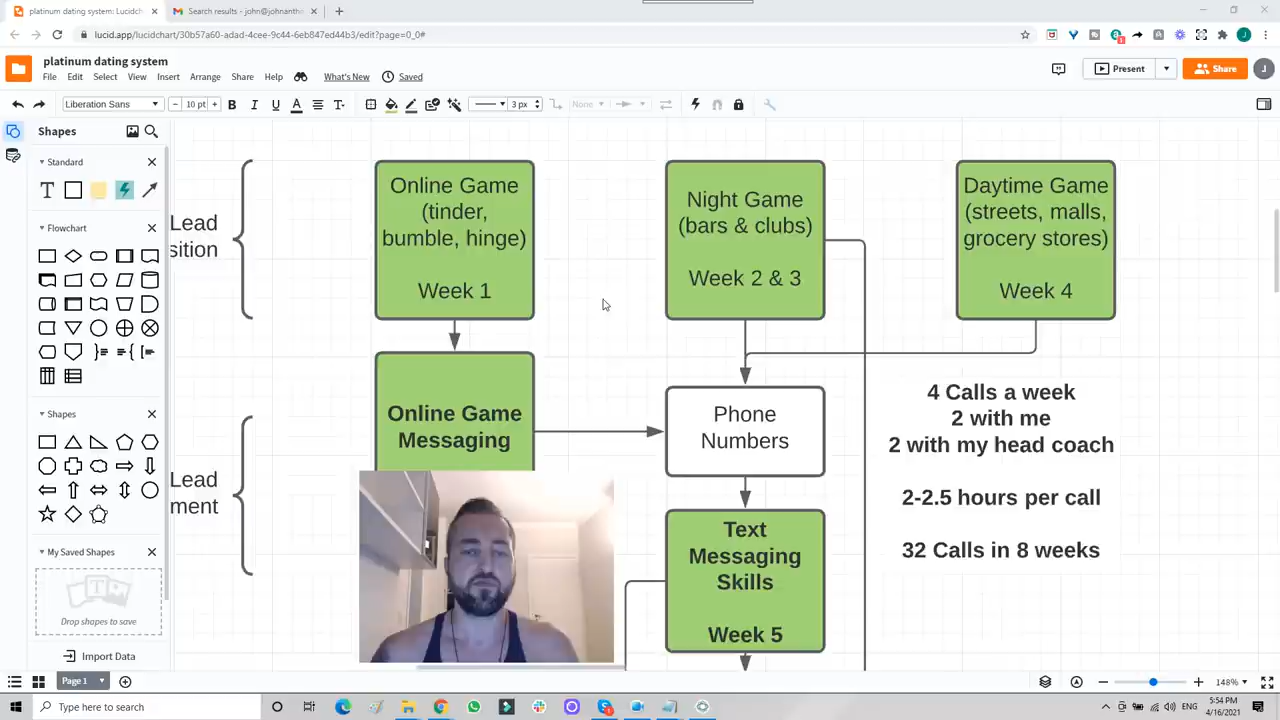 platinum dating system: Lucidch
Search results - john@johnantho
lucid.app/lucidchart/30b57a60-adad-4cee-9c44-6eb847ed44b3/edit?page=0_0#
platinum dating system
File Edit Select View Insert Arrange Share Help What's New Saved
Present Share J
Liberation Sans 10 pt B I U A T 3 px None
Shapes
Standard
Flowchart
Shapes
My Saved Shapes
Drop shapes to save
Import Data
Lead
sition
Lead
ment
Online Game
(tinder,
bumble, hinge)
Week 1
Night Game
(bars & clubs)
Week 2 & 3
Daytime Game
(streets, malls,
grocery stores)
Week 4
Online Game
Messaging
Phone
Numbers
Text
Messaging
Skills
Week 5
4 Calls a week
2 with me
2 with my head coach
2-2.5 hours per call
32 Calls in 8 weeks
Page 1
148%
Type here to search
ENG
5:54 PM
4/16/2021